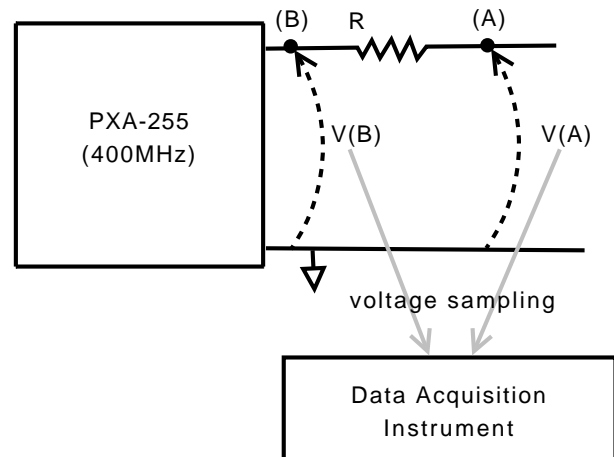 (B)
R
(A)
PXA-255
(400MHz)
V(B)
V(A)
voltage sampling
Data Acquisition
Instrument